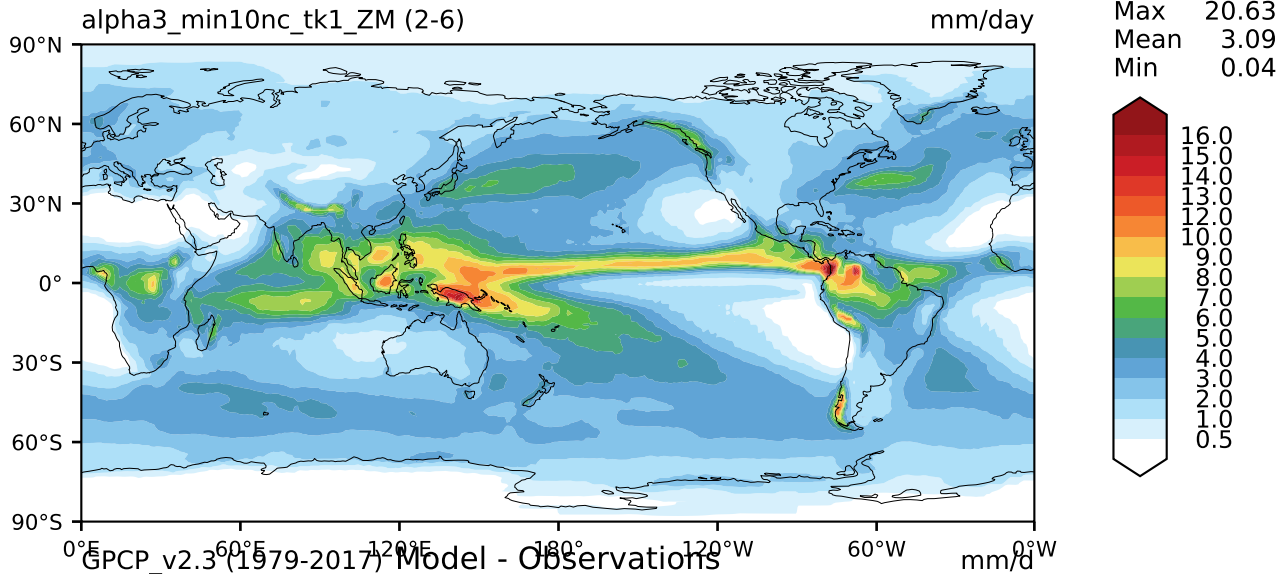 alpha3_min10nc_tk1_ZM (2-6) mm/day
Max 20.63
Mean 3.09
Min 0.04
90°N
60°N
30°N
0°
30°S
60°S
90°S
16.0
15.0
14.0
13.0
12.0
10.0
9.0
8.0
7.0
6.0
5.0
4.0
3.0
2.0
1.0
0.5
0°E 60°E 120°E 180° 120°W 60°W 0°W
GPCP_v2.3 (1979-2017) Model - Observations mm/d